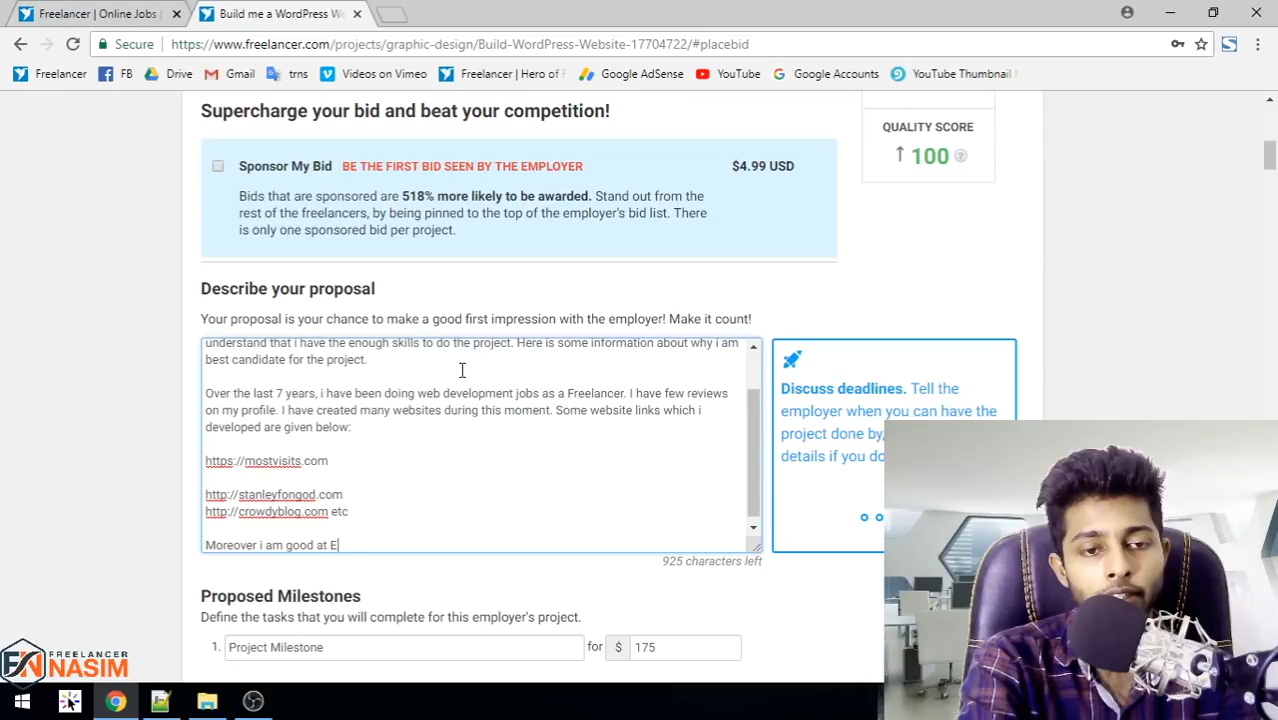 Freelancer | Online Jobs |
Build me a WordPress We
Secure
https://www.freelancer.com/projects/graphic-design/Build-WordPress-Website-17704722/#placebid
Freelancer
FB
Drive
Gmail
trns
Videos on Vimeo
Freelancer | Hero of
Google AdSense
YouTube
Google Accounts
YouTube Thumbnail
Supercharge your bid and beat your competition!
QUALITY SCORE
100
Sponsor My Bid BE THE FIRST BID SEEN BY THE EMPLOYER $4.99 USD
Bids that are sponsored are 518% more likely to be awarded. Stand out from the
rest of the freelancers, by being pinned to the top of the employer's bid list. There
is only one sponsored bid per project.
Describe your proposal
Your proposal is your chance to make a good first impression with the employer! Make it count!
understand that i have the enough skills to do the project. Here is some information about why i am
best candidate for the project.
Over the last 7 years, i have been doing web development jobs as a Freelancer. I have few reviews
on my profile. I have created many websites during this moment. Some website links which i
developed are given below:
https://mostvisits.com
http://stanleyfongod.com
http://crowdyblog.com etc
Moreover i am good at E
Discuss deadlines. Tell the
employer when you can have the
project done by,
details if you do
925 characters left
Proposed Milestones
Define the tasks that you will complete for this employer's project.
1. Project Milestone for $ 175
FREELANCER
NASIM